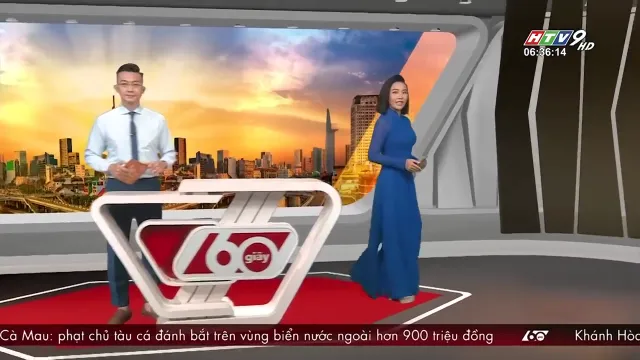 HTV9 HD
06:36:14
60 giây
Cà Mau: phạt chủ tàu cá đánh bắt trên vùng biển nước ngoài hơn 900 triệu đồng 60 Khánh Hòa